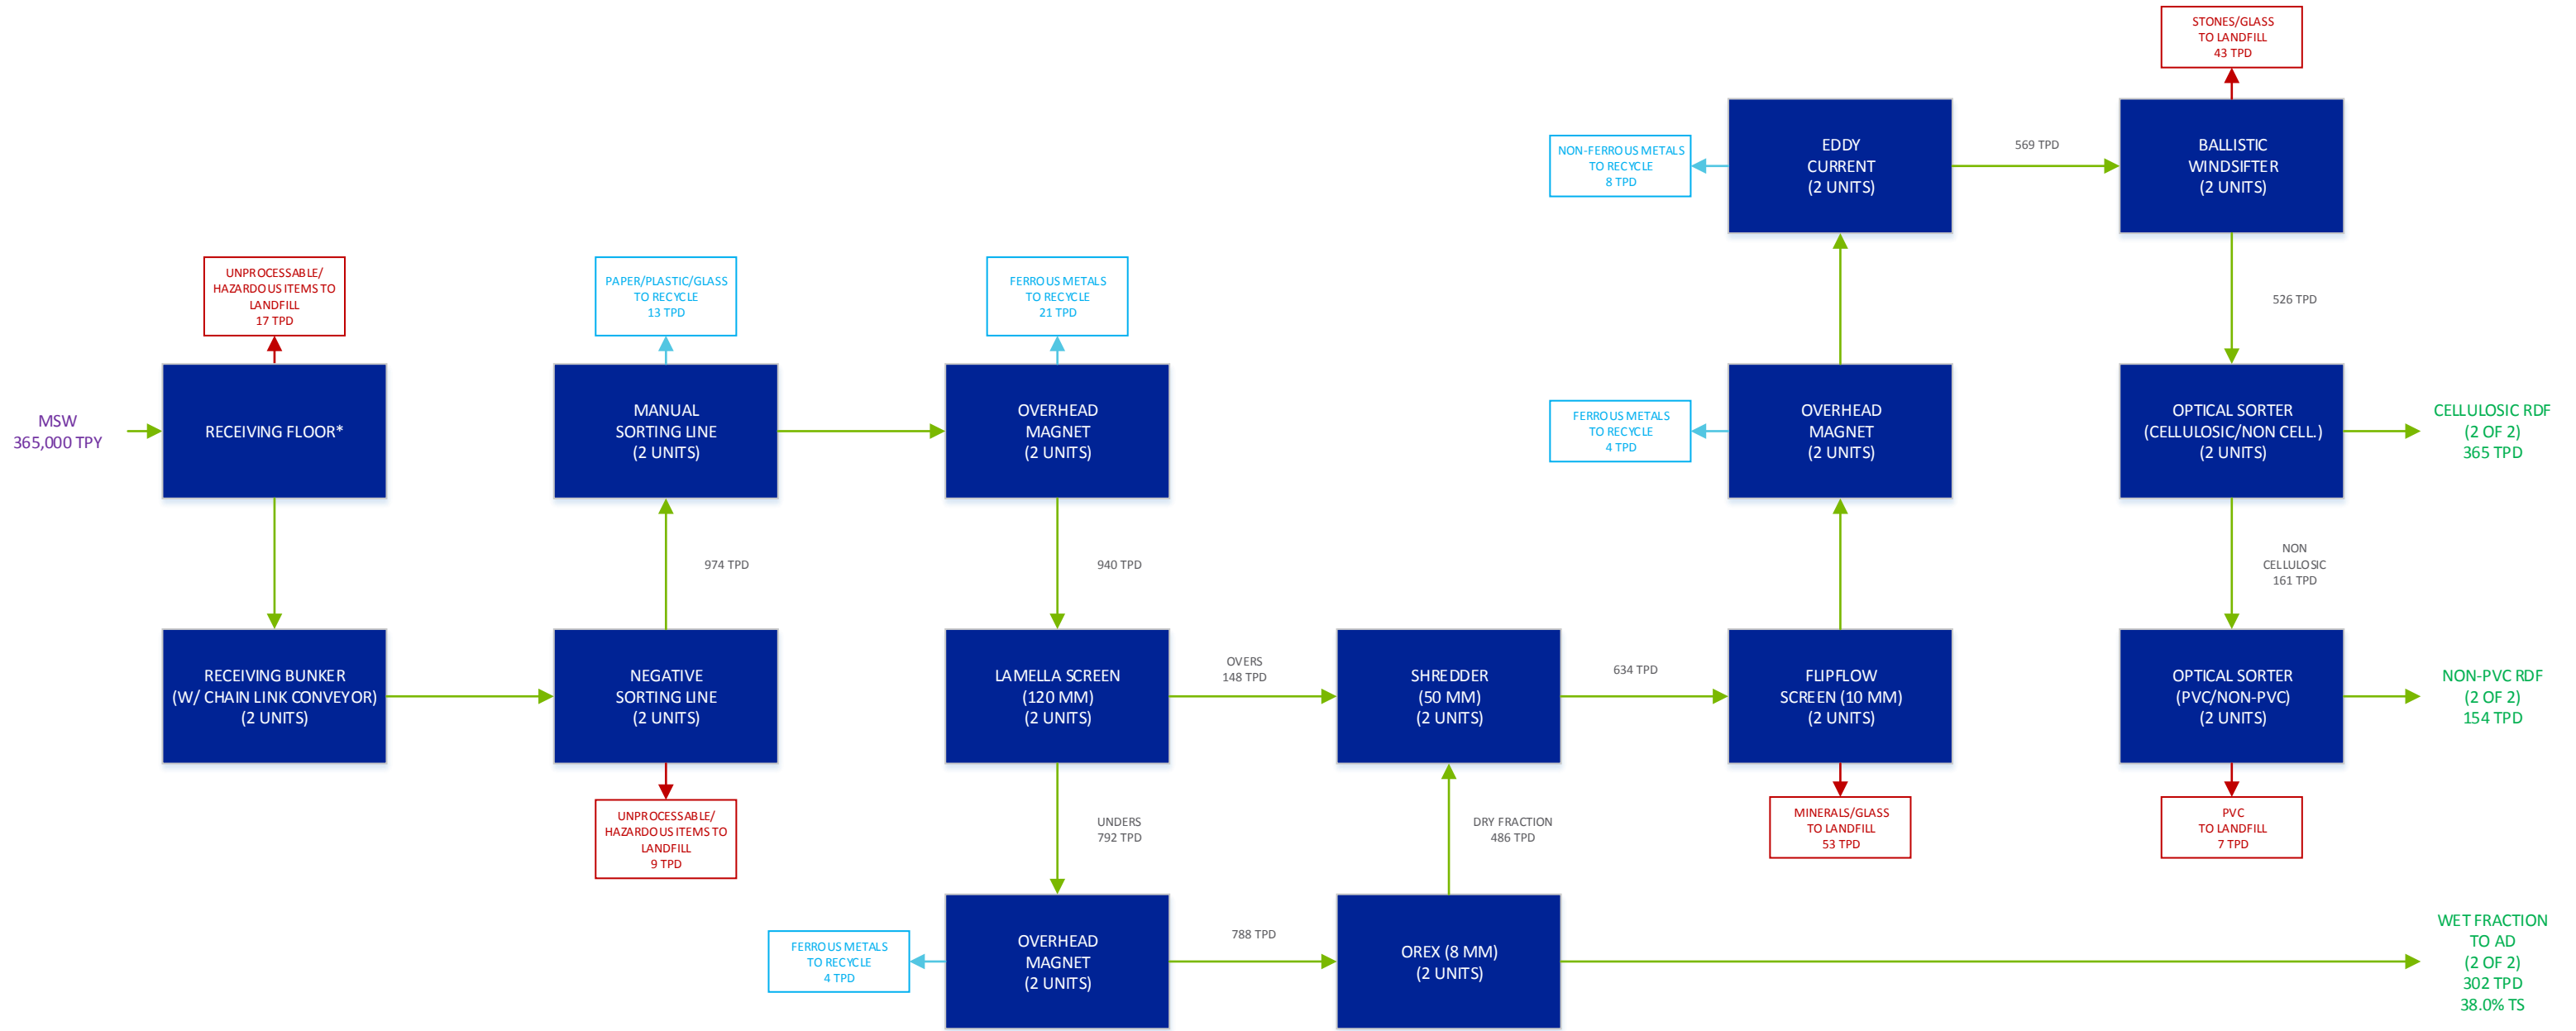 STONES/GLASS
TO LANDFILL
43 TPD
NON-FERROUS METALS
TO RECYCLE
8 TPD
EDDY
CURRENT
(2 UNITS)
569 TPD
BALLISTIC
WINDSIFTER
(2 UNITS)
UNPROCESSABLE/
HAZARDOUS ITEMS TO
LANDFILL
17 TPD
PAPER/PLASTIC/GLASS
TO RECYCLE
13 TPD
FERROUS METALS
TO RECYCLE
21 TPD
526 TPD
MSW
365,000 TPY
RECEIVING FLOOR*
MANUAL
SORTING LINE
(2 UNITS)
OVERHEAD
MAGNET
(2 UNITS)
FERROUS METALS
TO RECYCLE
4 TPD
OVERHEAD
MAGNET
(2 UNITS)
OPTICAL SORTER
(CELLULOSIC/NON CELL.)
(2 UNITS)
CELLULOSIC RDF
(2 OF 2)
365 TPD
974 TPD
940 TPD
NON
CELLULOSIC
161 TPD
RECEIVING BUNKER
(W/ CHAIN LINK CONVEYOR)
(2 UNITS)
NEGATIVE
SORTING LINE
(2 UNITS)
LAMELLA SCREEN
(120 MM)
(2 UNITS)
OVERS
148 TPD
SHREDDER
(50 MM)
(2 UNITS)
634 TPD
FLIPFLOW
SCREEN (10 MM)
(2 UNITS)
OPTICAL SORTER
(PVC/NON-PVC)
(2 UNITS)
NON-PVC RDF
(2 OF 2)
154 TPD
UNPROCESSABLE/
HAZARDOUS ITEMS TO
LANDFILL
9 TPD
UNDERS
792 TPD
DRY FRACTION
486 TPD
MINERALS/GLASS
TO LANDFILL
53 TPD
PVC
TO LANDFILL
7 TPD
FERROUS METALS
TO RECYCLE
4 TPD
OVERHEAD
MAGNET
(2 UNITS)
788 TPD
OREX (8 MM)
(2 UNITS)
WET FRACTION
TO AD
(2 OF 2)
302 TPD
38.0% TS